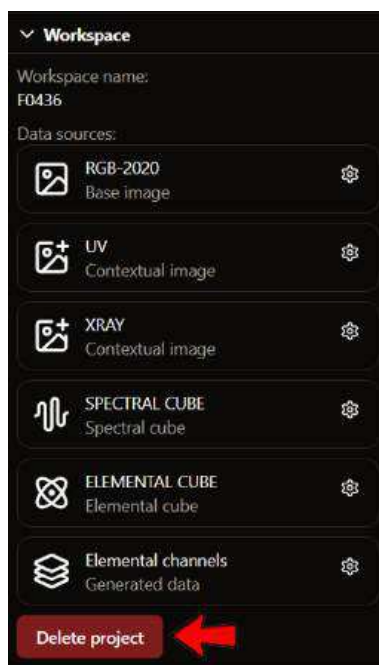 Workspace
Workspace name:
F0436
Data sources:
RGB-2020
Base image
UV
Contextual image
XRAY
Contextual image
SPECTRAL CUBE
Spectral cube
ELEMENTAL CUBE
Elemental cube
Elemental channels
Generated data
Delete project